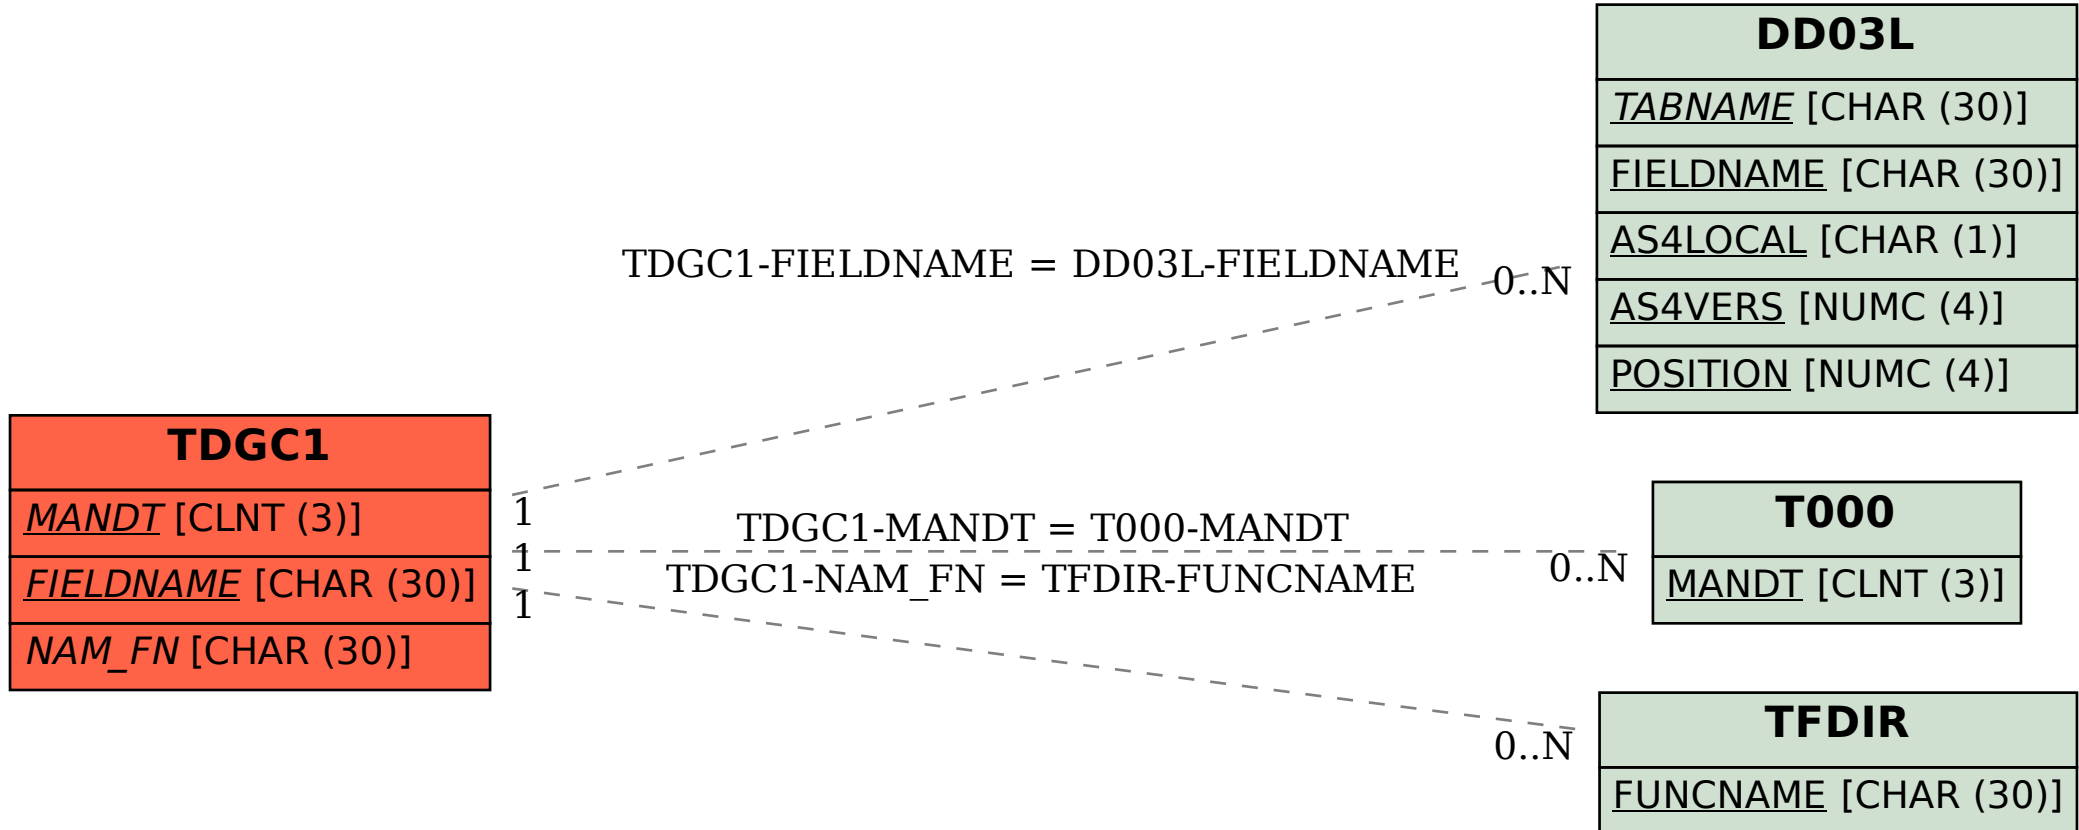 DD03L
TABNAME [CHAR (30)]
FIELDNAME [CHAR (30)]
AS4LOCAL [CHAR (1)]
AS4VERS [NUMC (4)]
POSITION [NUMC (4)]
TDGC1-FIELDNAME = DD03L-FIELDNAME
0..N
TDGC1
MANDT [CLNT (3)]
FIELDNAME [CHAR (30)]
NAM_FN [CHAR (30)]
1
TDGC1-MANDT = T000-MANDT
1
0..N
TDGC1-NAM_FN = TFDIR-FUNCNAME
1
0..N
T000
MANDT [CLNT (3)]
TFDIR
FUNCNAME [CHAR (30)]